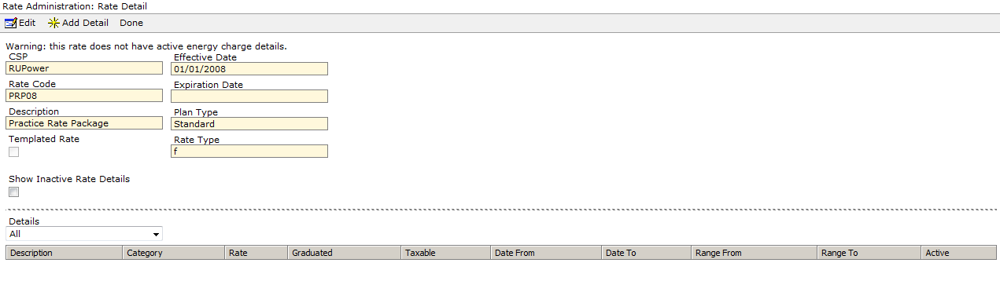 Rate Administration: Rate Detail
Edit Add Detail Done
Warning: this rate does not have active energy charge details.
CSP Effective Date
RUPower 01/01/2008
Rate Code Expiration Date
PRP08
Description Plan Type
Practice Rate Package Standard
Templated Rate Rate Type
f
Show Inactive Rate Details
Details
All
Description Category Rate Graduated Taxable Date From Date To Range From Range To Active